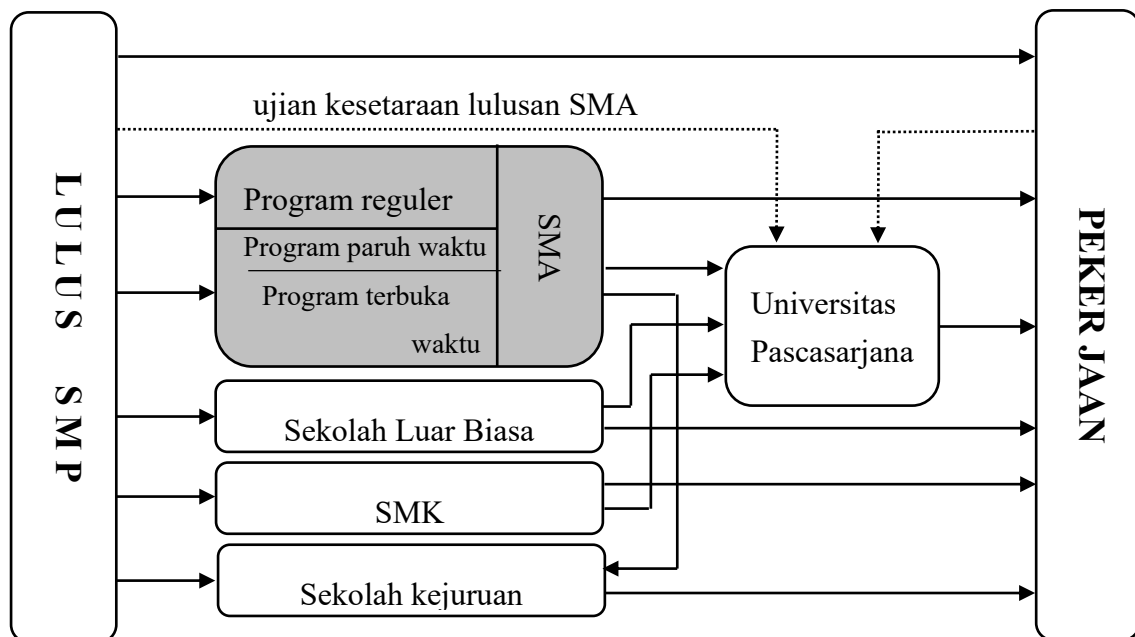 LULUS SMP
ujian kesetaraan lulusan SMA
Program reguler
Program paruh waktu
Program terbuka
waktu
SMA
Universitas
Pascasarjana
Sekolah Luar Biasa
SMK
Sekolah kejuruan
PEKERJAAN